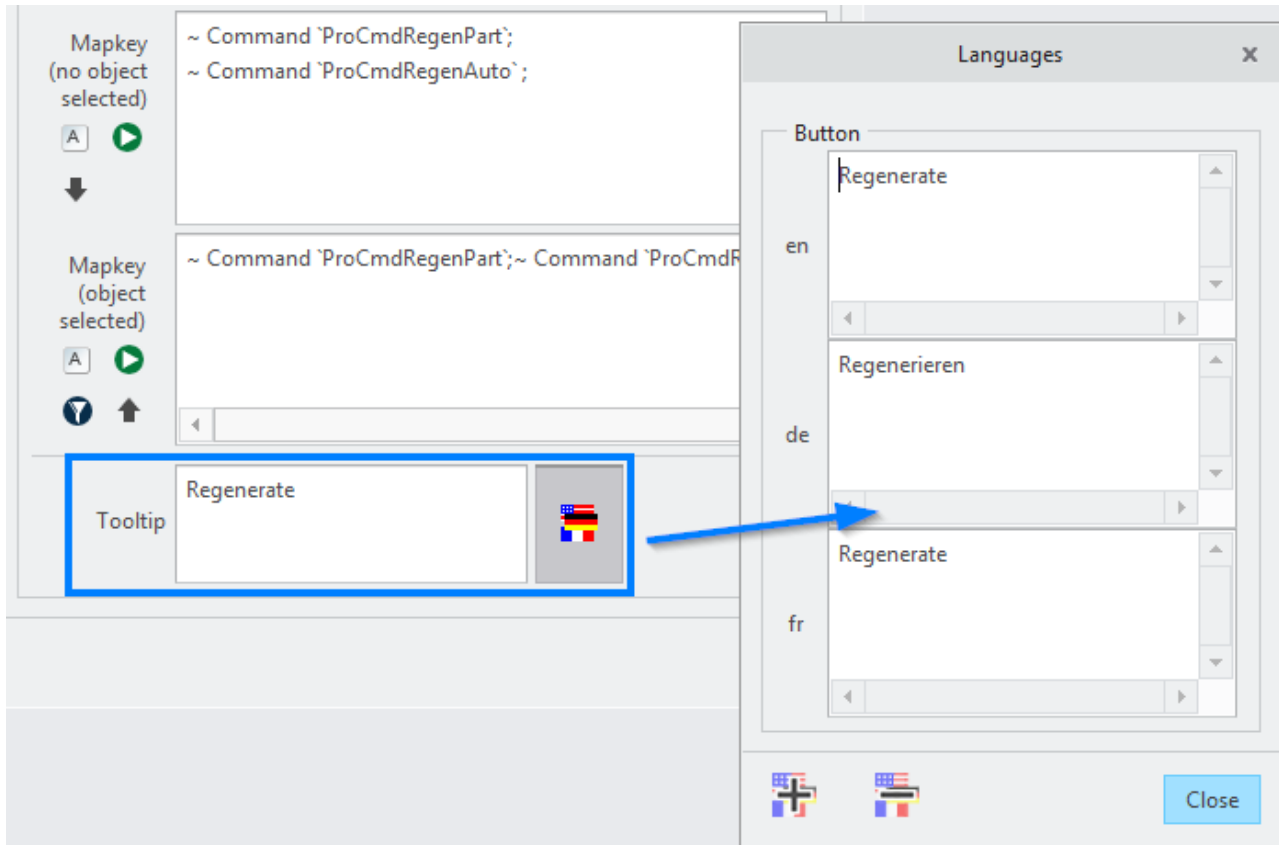 Mapkey
(no object
selected)
A
~ Command `ProCmdRegenPart`;
~ Command `ProCmdRegenAuto`;
Mapkey
(object
selected)
A
~ Command `ProCmdRegenPart`;~ Command `ProCmdR
Tooltip
Regenerate
Languages
Button
en
Regenerate
de
Regenerieren
fr
Regenerate
Close